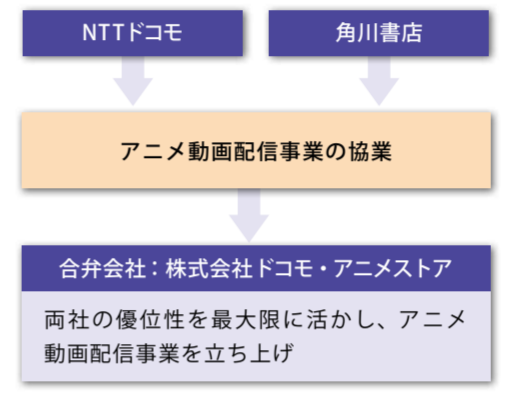 NTTドコモ
角川書店
アニメ動画配信事業の協業
合弁会社：株式会社ドコモ・アニメストア
両社の優位性を最大限に活かし、アニメ
動画配信事業を立ち上げ